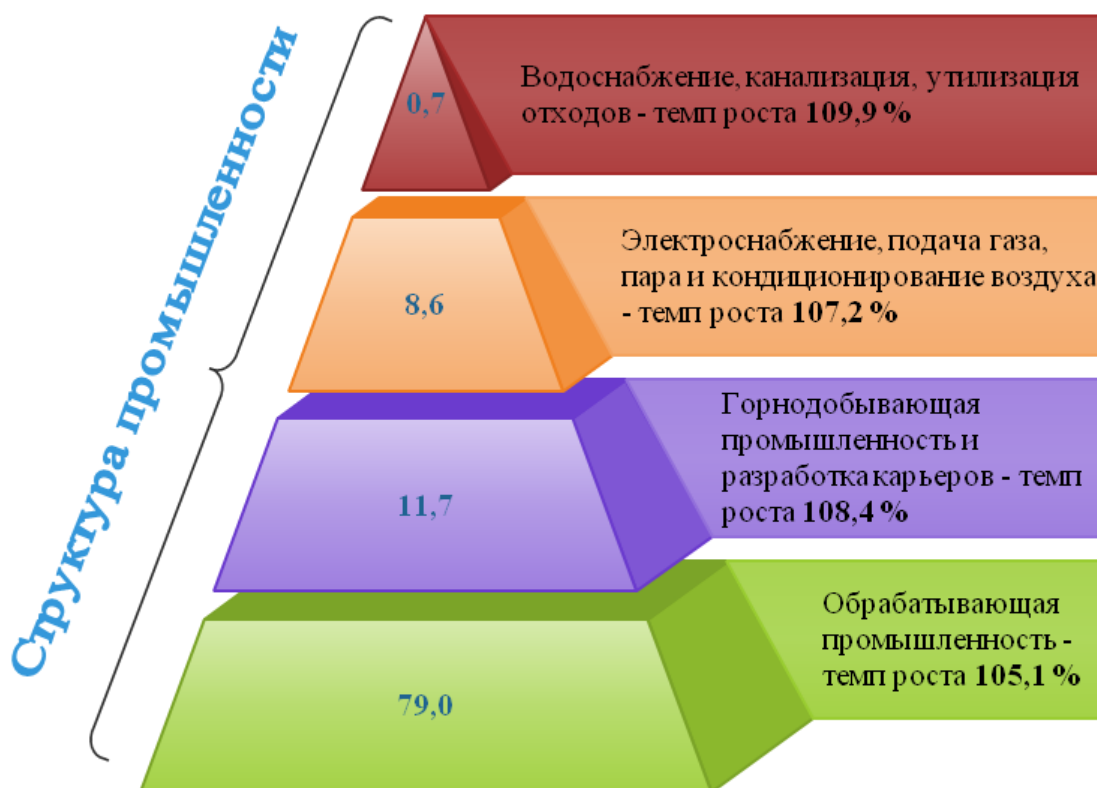 Структура промышленности
0,7
Водоснабжение, канализация, утилизация
отходов - темп роста 109,9 %
8,6
Электроснабжение, подача газа,
пара и кондиционирование воздуха
- темп роста 107,2 %
11,7
Горнодобывающая
промышленность и
разработка карьеров - темп
роста 108,4 %
79,0
Обрабатывающая
промышленность -
темп роста 105,1 %